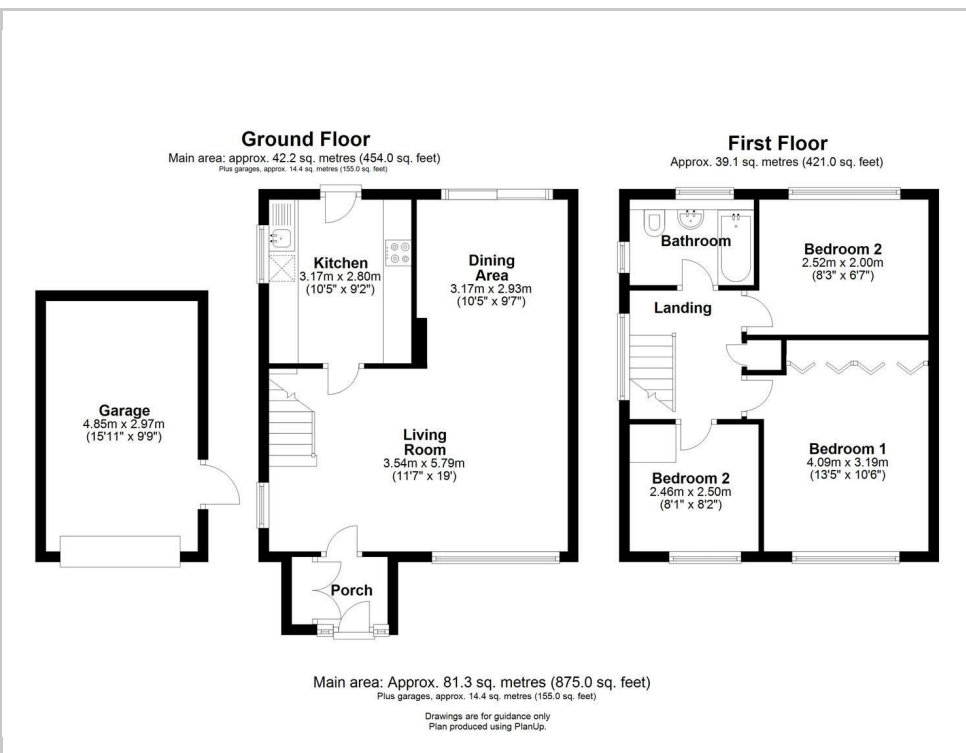 Ground Floor
Main area: approx. 42.2 sq. metres (454.0 sq. feet)
Plus garages, approx. 14.4 sq. metres (155.0 sq. feet)
Kitchen
3.17m x 2.80m
(10'5" x 9'2")
Dining
Area
3.17m x 2.93m
(10'5" x 9'7")
Garage
4.85m x 2.97m
(15'11" x 9'9")
Living
Room
3.54m x 5.79m
(11'7" x 19')
Porch
First Floor
Approx. 39.1 sq. metres (421.0 sq. feet)
Bathroom
Bedroom 2
2.52m x 2.00m
(8'3" x 6'7")
Landing
Bedroom 1
4.09m x 3.19m
(13'5" x 10'6")
Bedroom 2
2.46m x 2.50m
(8'1" x 8'2")
Main area: Approx. 81.3 sq. metres (875.0 sq. feet)
Plus garages, approx. 14.4 sq. metres (155.0 sq. feet)
Drawings are for guidance only
Plan produced using PlanUp.